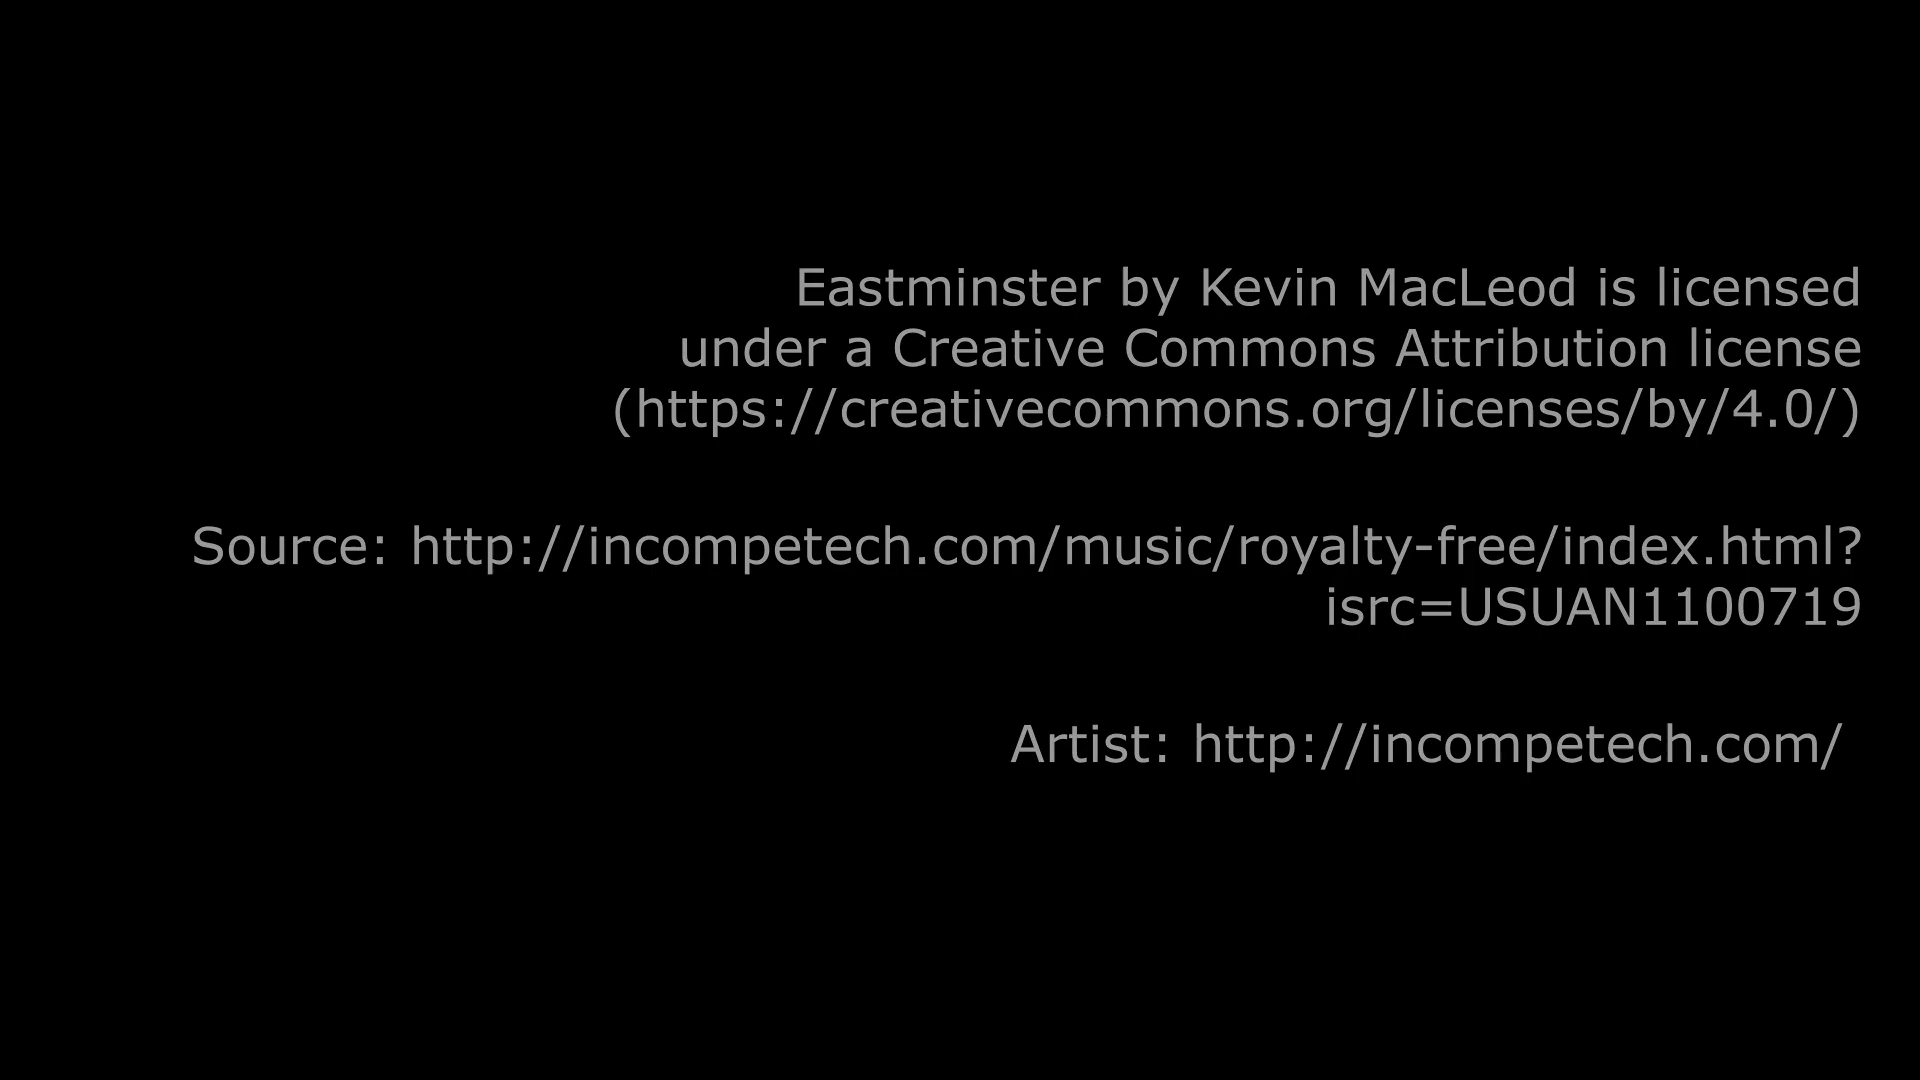 Eastminster by Kevin MacLeod is licensed
under a Creative Commons Attribution license
(https://creativecommons.org/licenses/by/4.0/)
Source: http://incompetech.com/music/royalty-free/index.html?
isrc=USUAN1100719
Artist: http://incompetech.com/